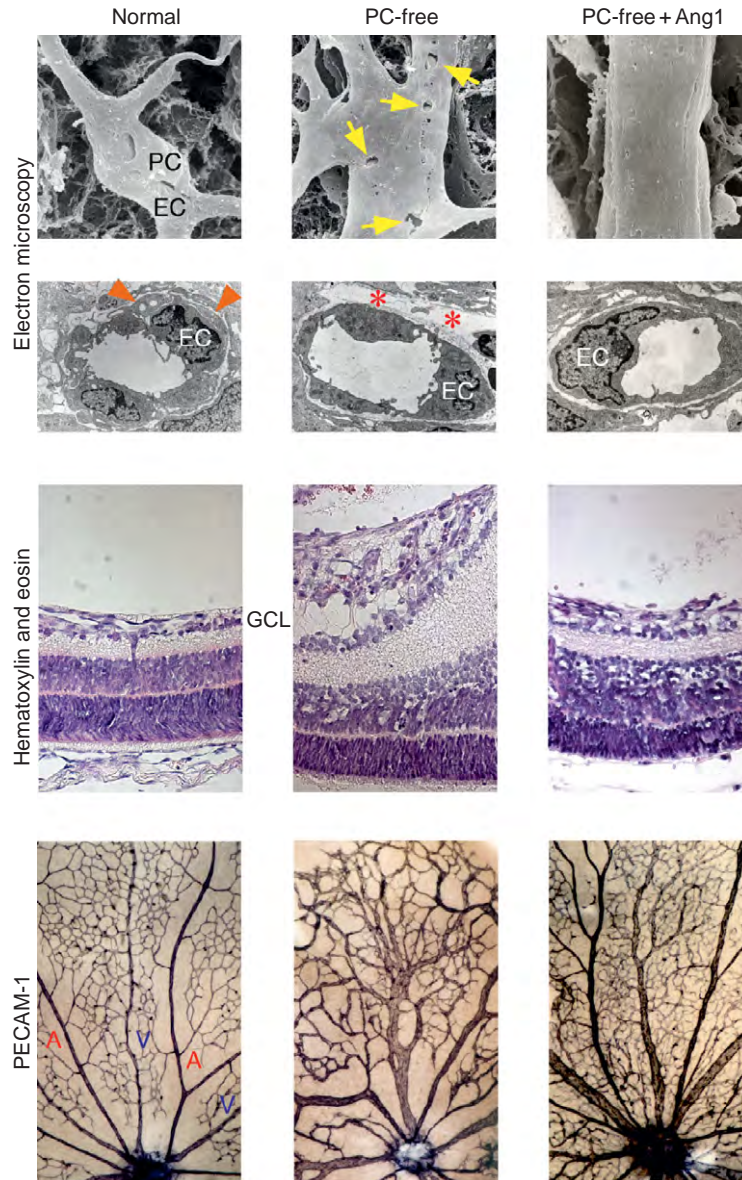 Normal PC-free PC-free + Ang1
Electron microscopy
PC
EC
EC
*
*
EC
EC
Hematoxylin and eosin
GCL
PECAM-1
A
V
A
V